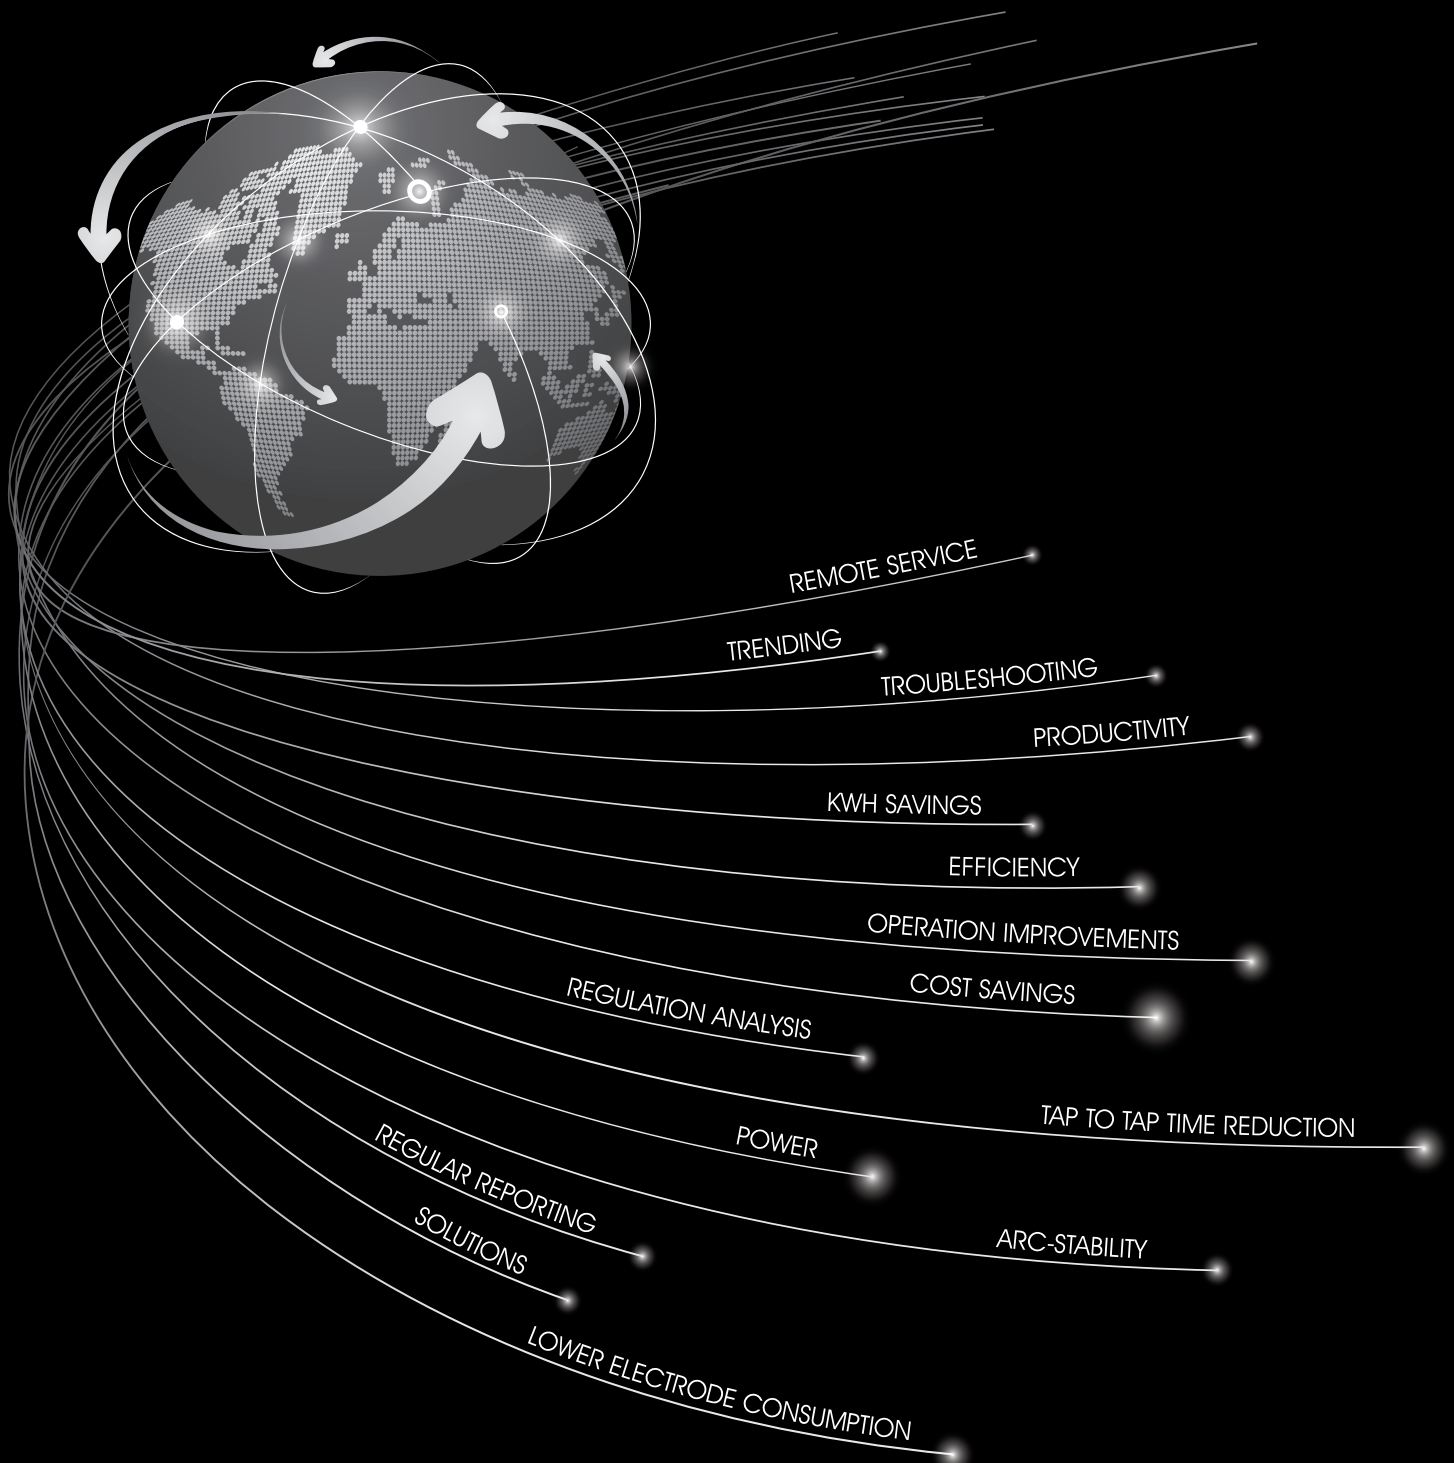 REMOTE SERVICE
TRENDING
TROUBLESHOOTING
PRODUCTIVITY
KWH SAVINGS
EFFICIENCY
OPERATION IMPROVEMENTS
COST SAVINGS
REGULATION ANALYSIS
TAP TO TAP TIME REDUCTION
POWER
REGULAR REPORTING
SOLUTIONS
ARC-STABILITY
LOWER ELECTRODE CONSUMPTION